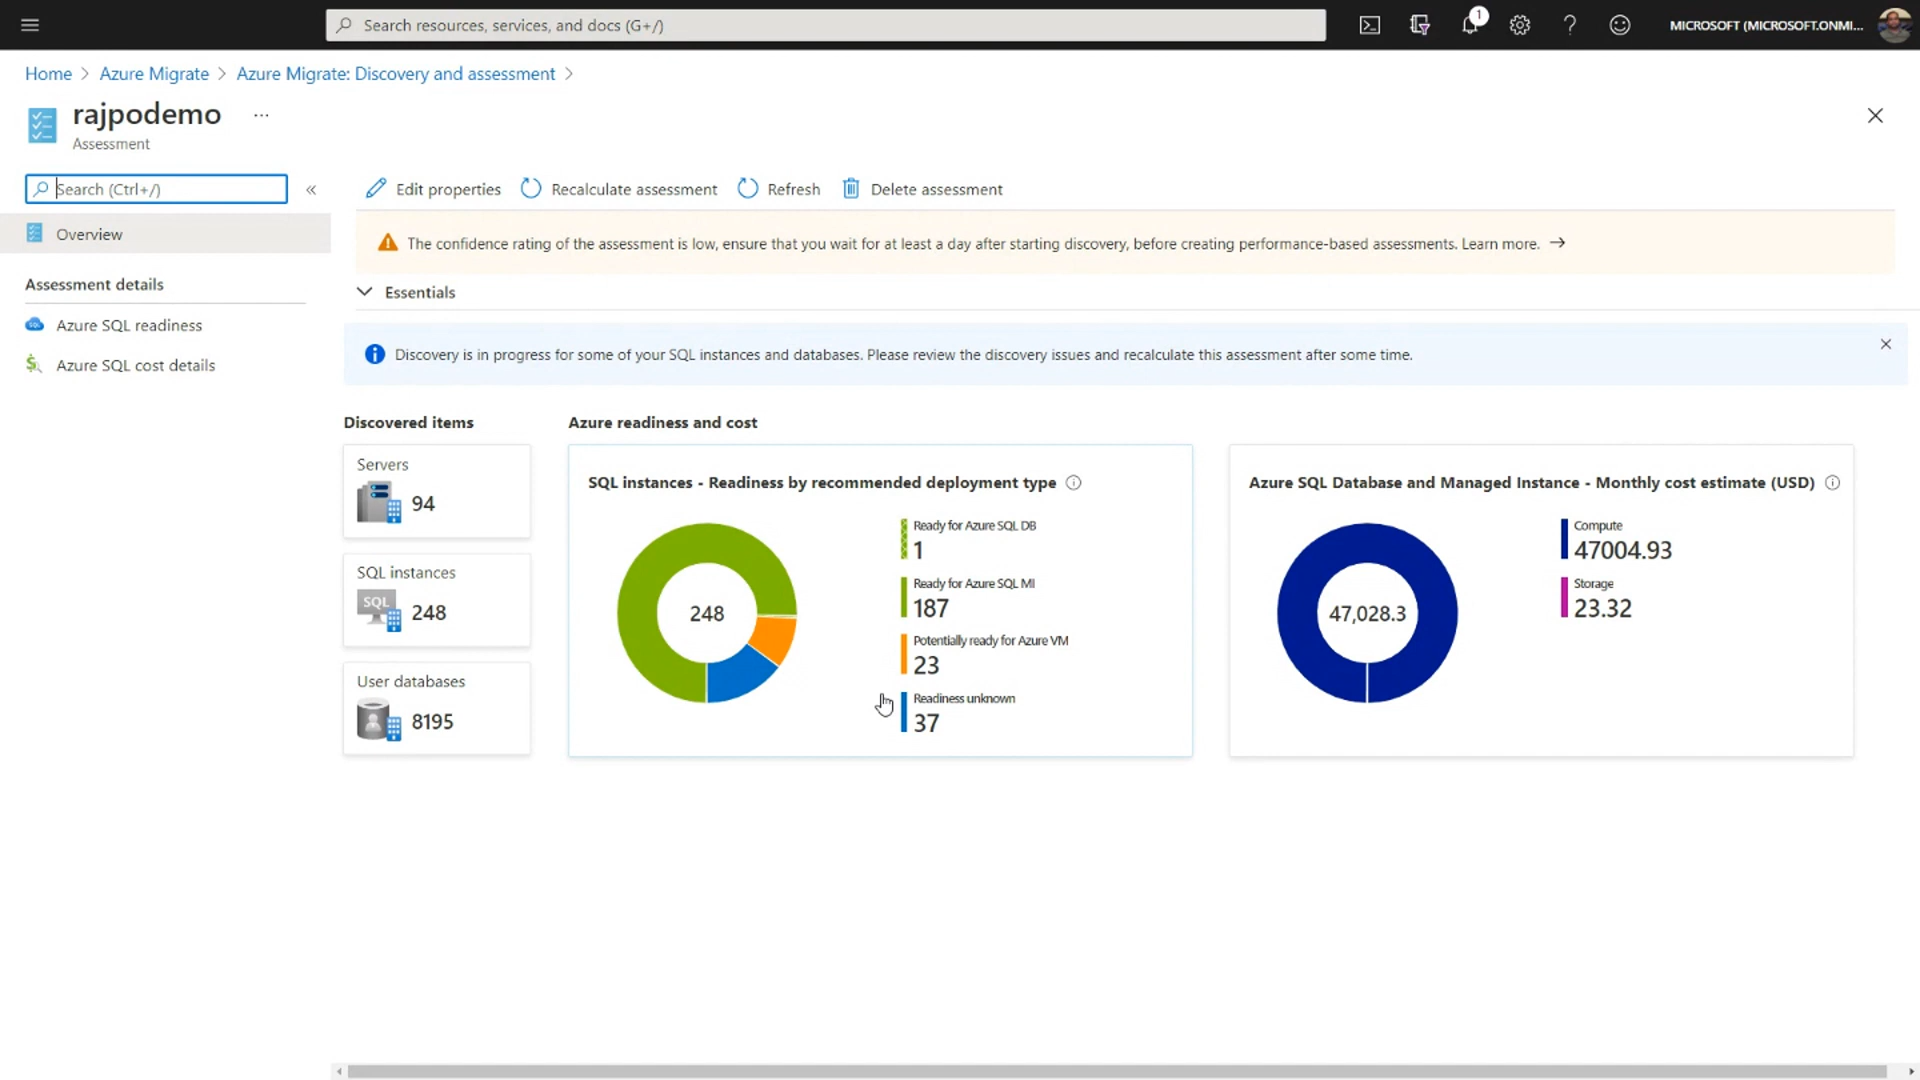 Search resources, services, and docs (G+/)
1
MICROSOFT (MICROSOFT.ONMI...
Home > Azure Migrate > Azure Migrate: Discovery and assessment >
rajpodemo ...
Assessment
Search (Ctrl+/)
«
Edit properties
Recalculate assessment
Refresh
Delete assessment
Overview
The confidence rating of the assessment is low, ensure that you wait for at least a day after starting discovery, before creating performance-based assessments. Learn more. →
Assessment details
Azure SQL readiness
Azure SQL cost details
Essentials
Discovery is in progress for some of your SQL instances and databases. Please review the discovery issues and recalculate this assessment after some time.
Discovered items
Servers
94
SQL instances
SQL
248
User databases
8195
Azure readiness and cost
SQL instances - Readiness by recommended deployment type
248
Ready for Azure SQL DB
1
Ready for Azure SQL MI
187
Potentially ready for Azure VM
23
Readiness unknown
37
Azure SQL Database and Managed Instance - Monthly cost estimate (USD)
47,028.3
Compute
47004.93
Storage
23.32